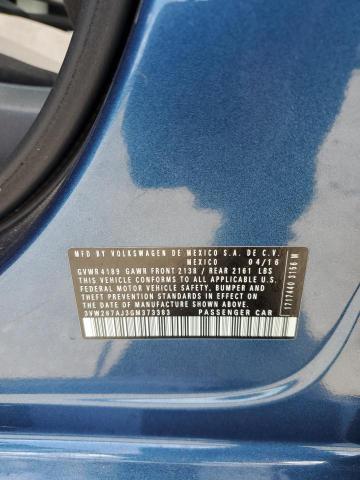 MFD. BY VOLKSWAGEN DE MEXICO S.A. DE C.V.
MEXICO 04/16
GVWR 4189 GAWR FRONT 2138 / REAR 2161 LBS
THIS VEHICLE CONFORMS TO ALL APPLICABLE U.S.
FEDERAL MOTOR VEHICLE SAFETY, BUMPER AND
THEFT PREVENTION STANDARDS IN EFFECT ON THE
DATE OF MANUFACTURE SHOWN ABOVE.
3VW267AJ3GM373383 PASSENGER CAR
1717440 3156 M